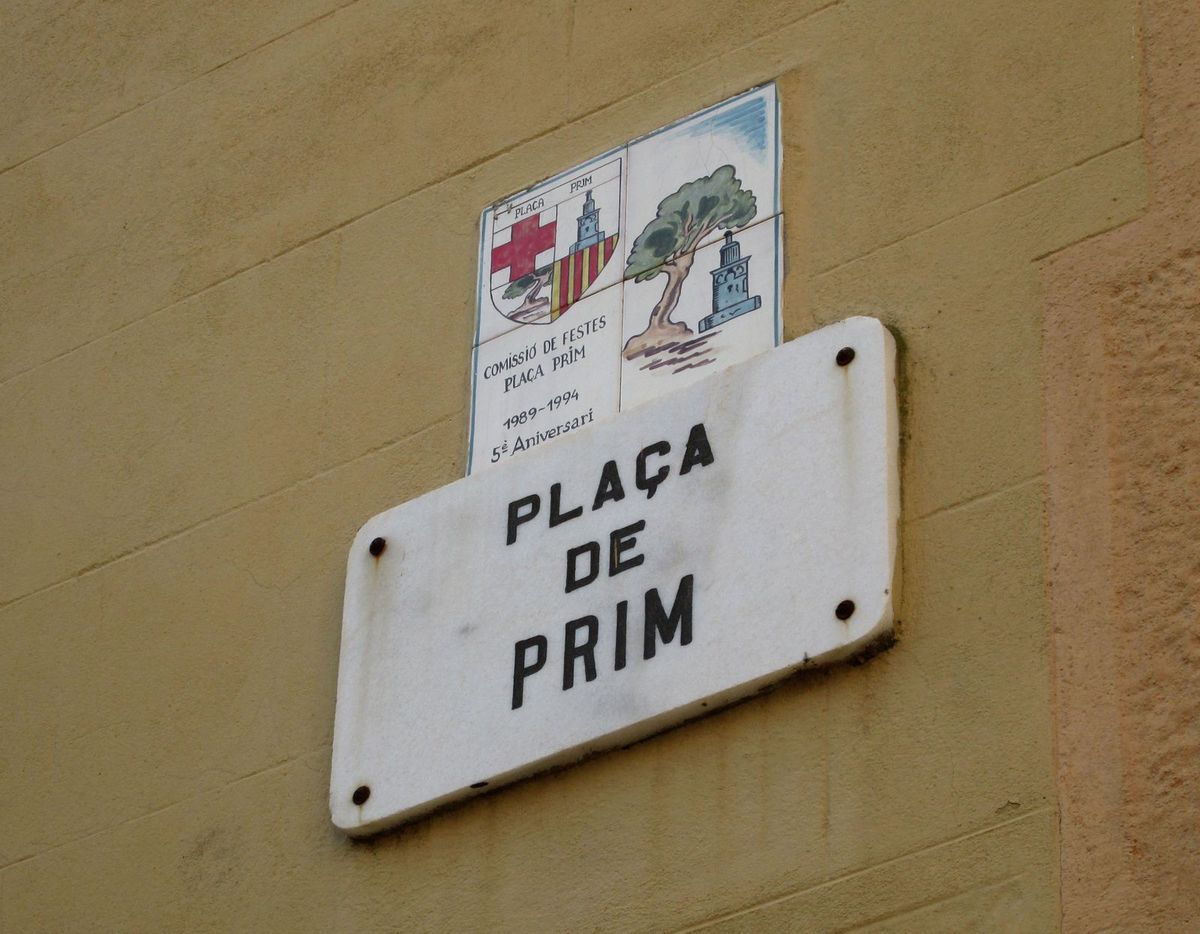 PLAÇA PRIM
COMISSIÓ DE FESTES
PLAÇA PRIM
1989-1994
5è Aniversari
PLAÇA
DE
PRIM